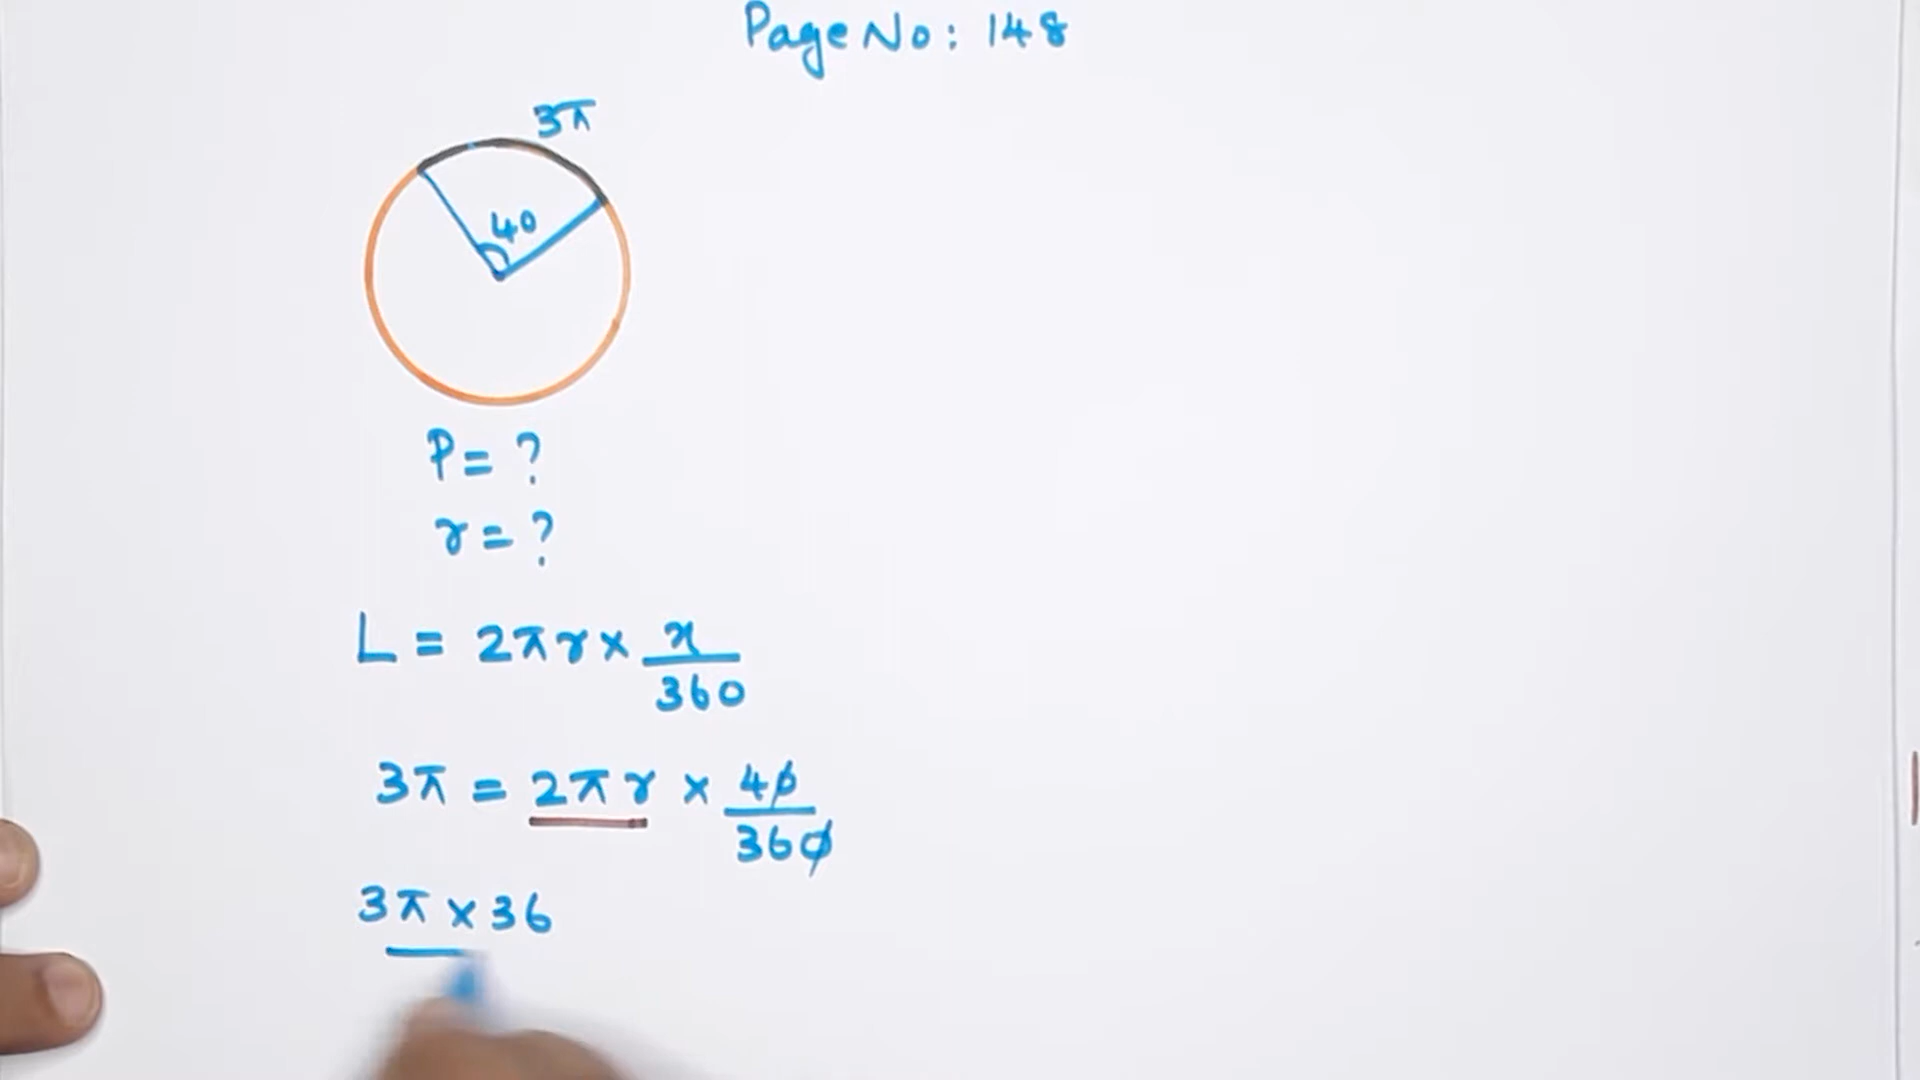 Page No: 148
3π
40
P = ?
r = ?
L = 2πr × x
360
3π = 2πr × 40
360
3π × 36